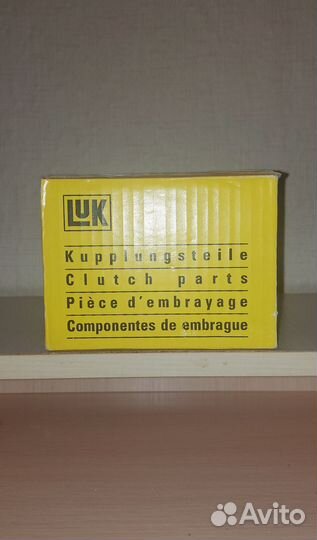 LUK
Kupplungsteile
Clutch parts
Pièce d'embrayage
Componentes de embrague
Avito